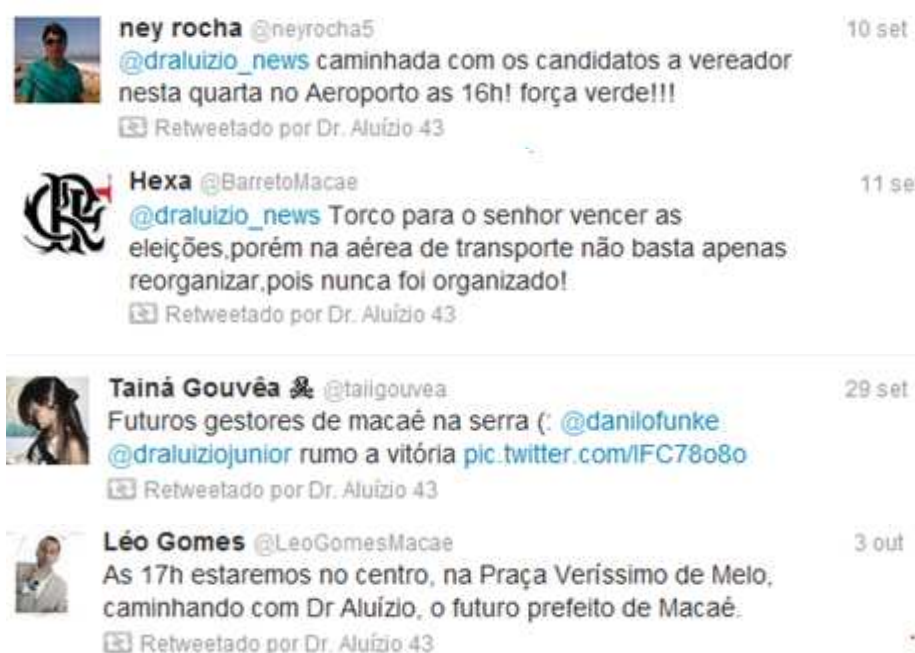 ney rocha @neyrocha5 10 set
@draluizio_news caminhada com os candidatos a vereador
nesta quarta no Aeroporto as 16h! força verde!!!
Retweetado por Dr. Aluízio 43
Hexa @BarretoMacae 11 se
@draluizio_news Torco para o senhor vencer as
eleições,porém na aérea de transporte não basta apenas
reorganizar,pois nunca foi organizado!
Retweetado por Dr. Aluízio 43
Tainá Gouvêa ☠ @taiigouvea 29 set
Futuros gestores de macaé na serra (: @danilofunke
@draluiziojunior rumo a vitória pic.twitter.com/IFC78o8o
Retweetado por Dr. Aluízio 43
Léo Gomes @LeoGomesMacae 3 out
As 17h estaremos no centro, na Praça Veríssimo de Melo,
caminhando com Dr Aluízio, o futuro prefeito de Macaé.
Retweetado por Dr. Aluízio 43